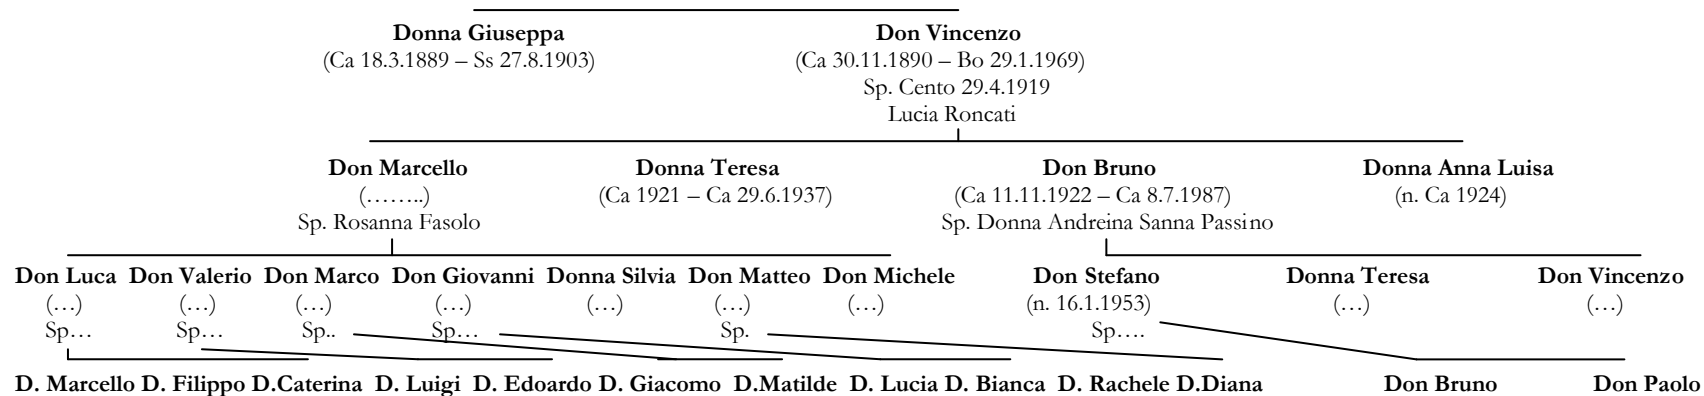 Donna Giuseppa Don Vincenzo
(Ca 18.3.1889 – Ss 27.8.1903) (Ca 30.11.1890 – Bo 29.1.1969)
Sp. Cento 29.4.1919
Lucia Roncati
Don Marcello Donna Teresa Don Bruno Donna Anna Luisa
(……..) (Ca 1921 – Ca 29.6.1937) (Ca 11.11.1922 – Ca 8.7.1987) (n. Ca 1924)
Sp. Rosanna Fasolo Sp. Donna Andreina Sanna Passino
Don Luca Don Valerio Don Marco Don Giovanni Donna Silvia Don Matteo Don Michele Don Stefano Donna Teresa Don Vincenzo
(…) (…) (…) (…) (…) (…) (…) (n. 16.1.1953) (…) (…)
Sp… Sp… Sp.. Sp… Sp. Sp….
D. Marcello D. Filippo D.Caterina D. Luigi D. Edoardo D. Giacomo D.Matilde D. Lucia D. Bianca D. Rachele D.Diana Don Bruno Don Paolo